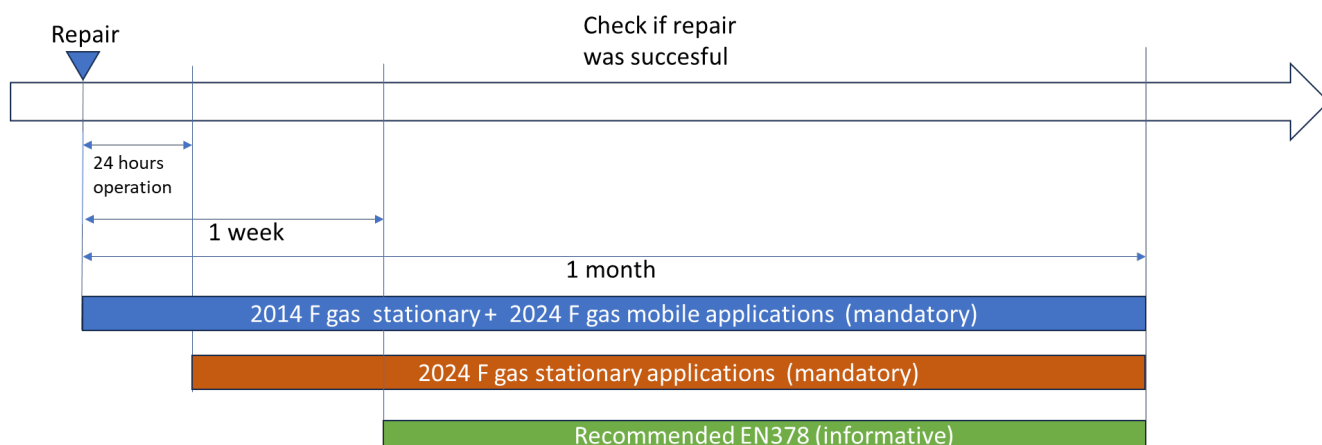 Repair
Check if repair
was succesful
24 hours
operation
1 week
1 month
2014 F gas stationary + 2024 F gas mobile applications (mandatory)
2024 F gas stationary applications (mandatory)
Recommended EN378 (informative)